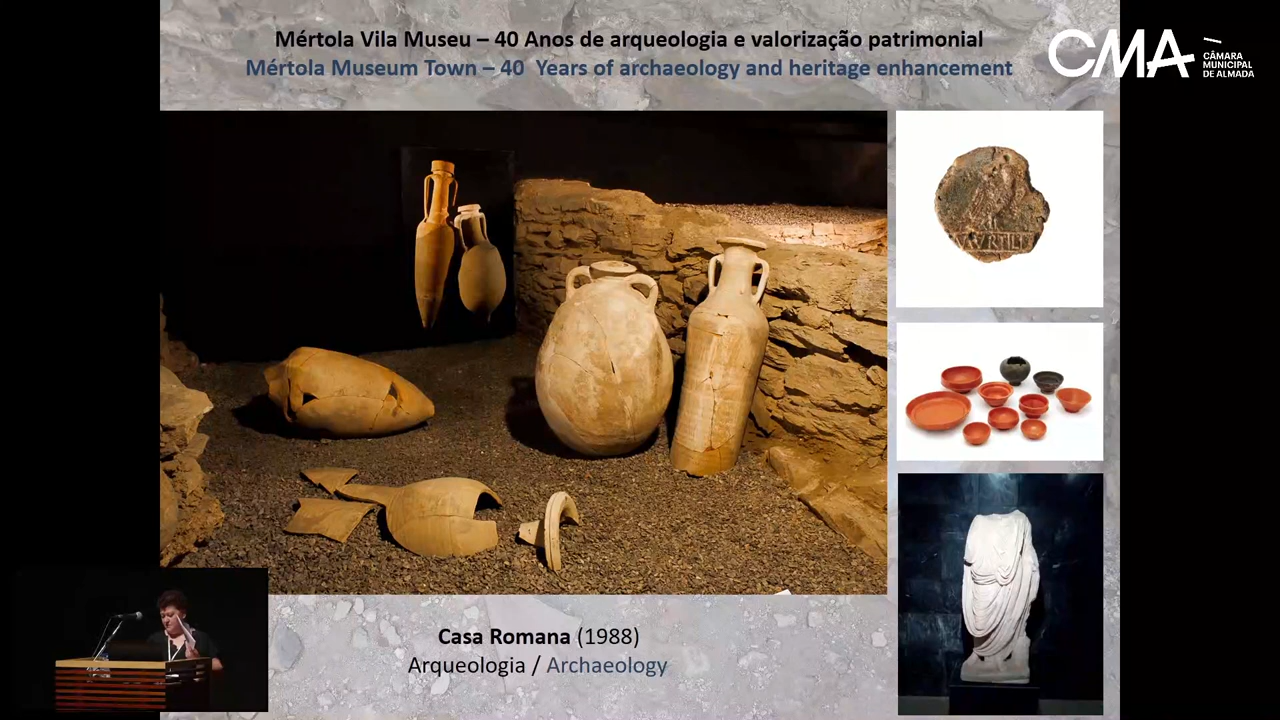 Mértola Vila Museu – 40 Anos de arqueologia e valorização patrimonial
Mértola Museum Town – 40 Years of archaeology and heritage enhancement
CMA
CÂMARA
MUNICIPAL
DE ALMADA
Casa Romana (1988)
Arqueologia / Archaeology